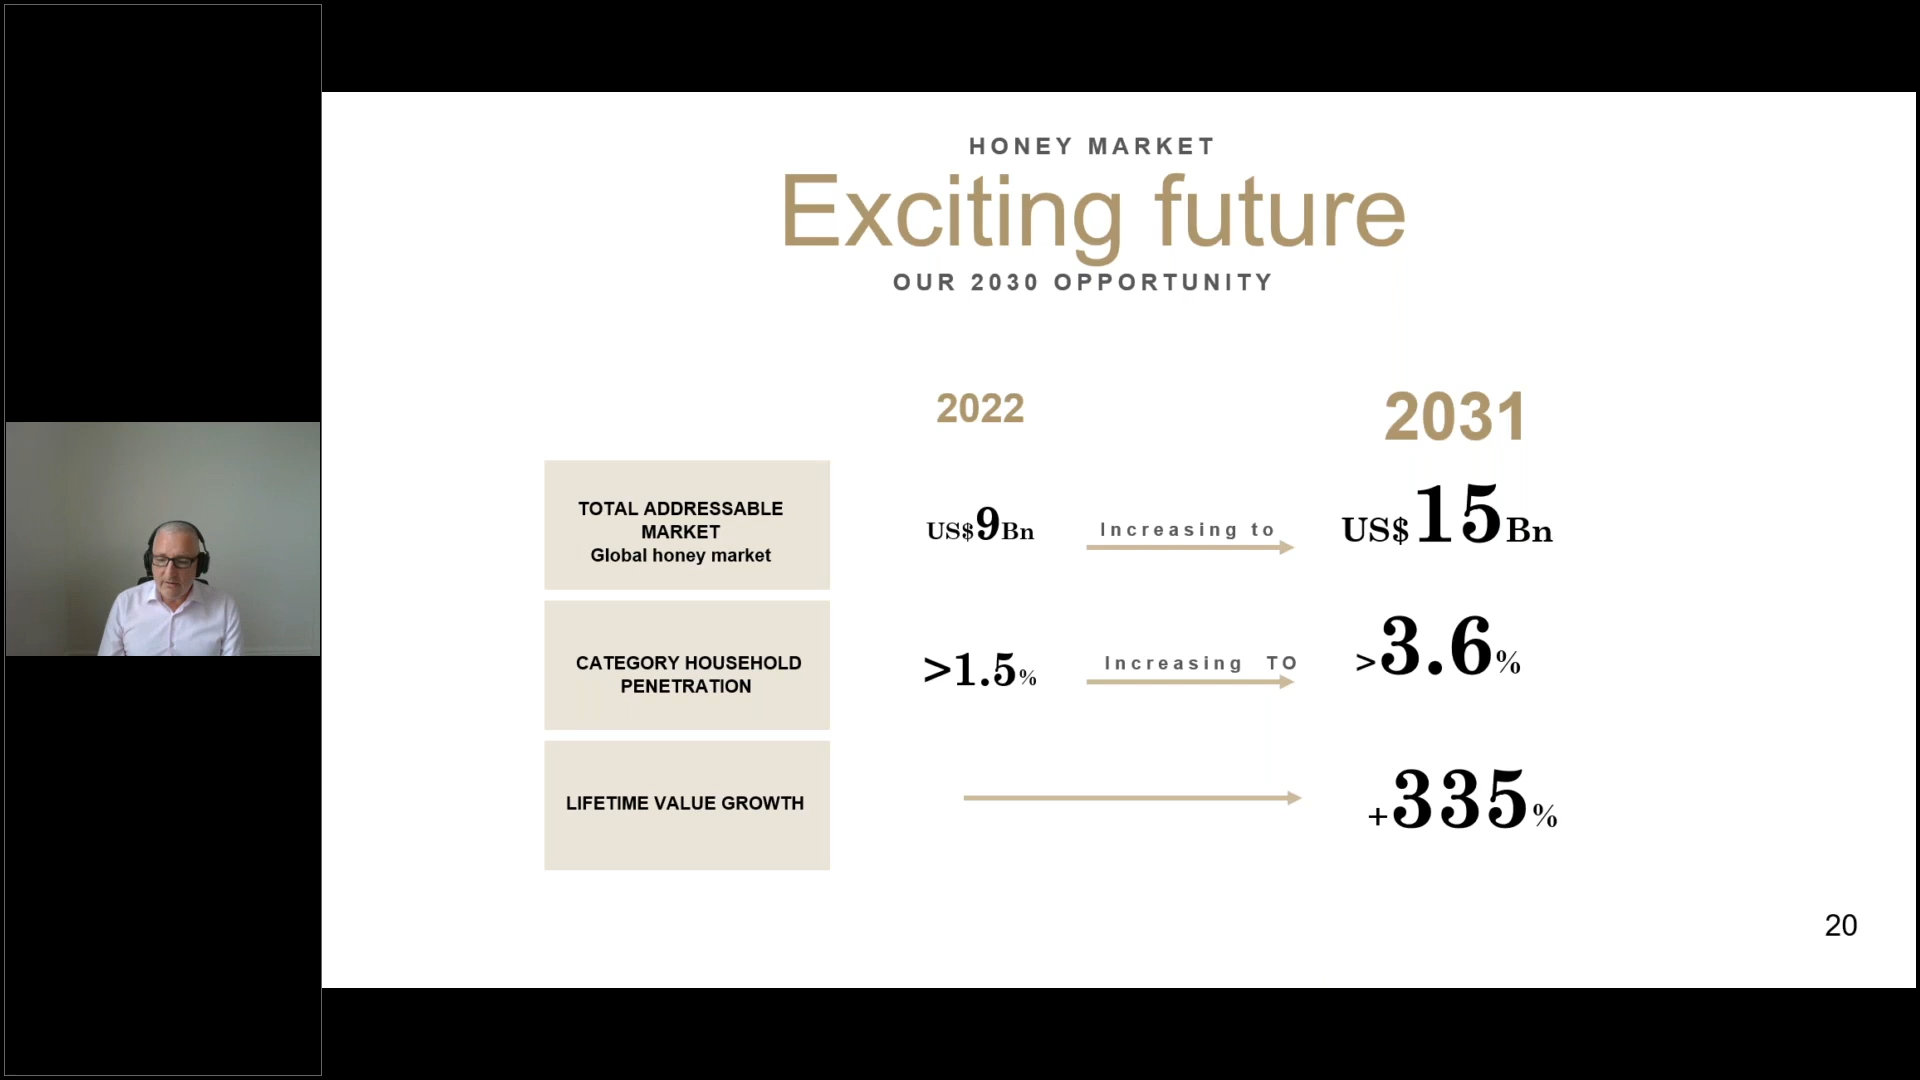 HONEY MARKET
Exciting future
OUR 2030 OPPORTUNITY
2022
2031
TOTAL ADDRESSABLE
MARKET
Global honey market
US$9Bn
Increasing to
US$15Bn
CATEGORY HOUSEHOLD
PENETRATION
>1.5%
Increasing TO
>3.6%
LIFETIME VALUE GROWTH
+335%
20